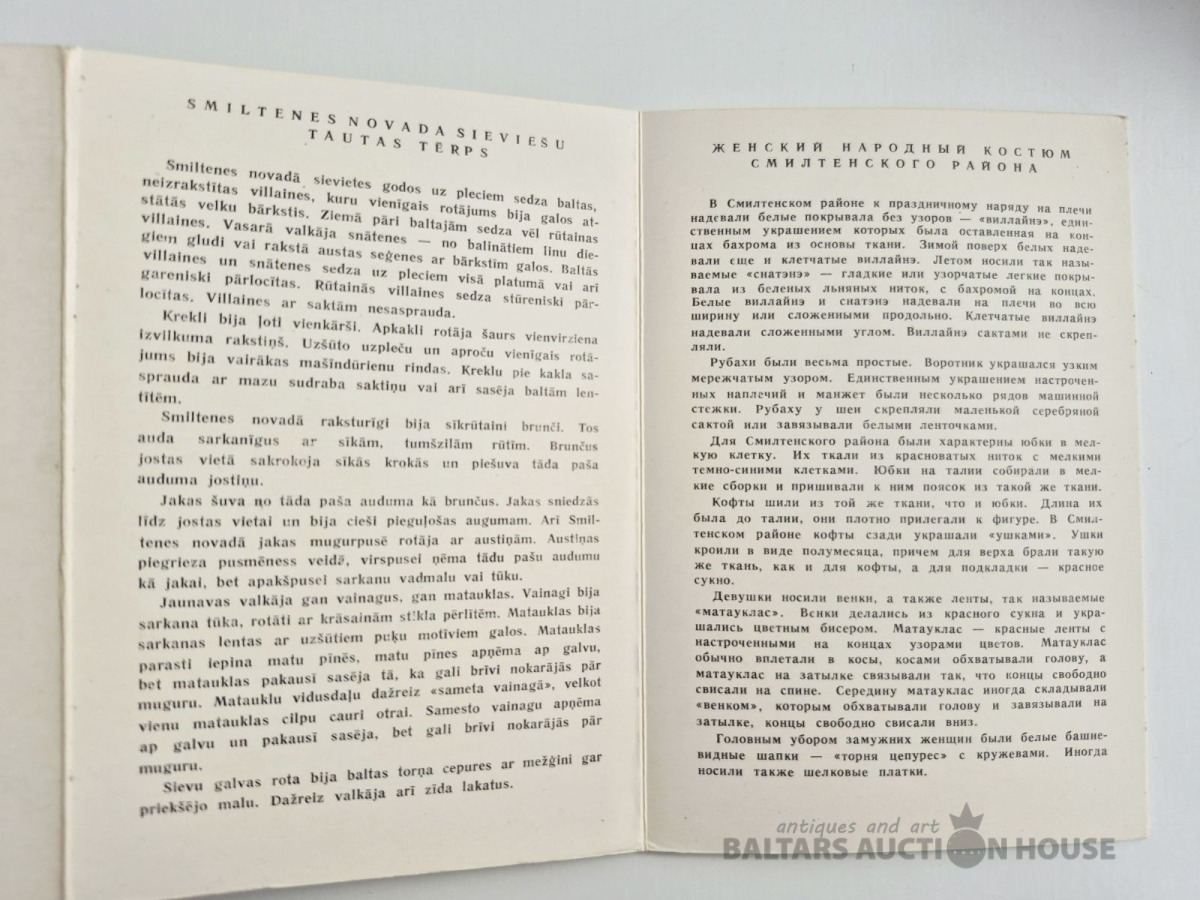 SMILTENES NOVADA SIEVIEŠU
TAUTAS TĒRPS
Smiltenes novadā sievietes godos uz pleciem sedza baltas,
neizrakstītas villaines, kuru vienīgais rotājums bija galos at-
stātās velku bārkstis. Ziemā pāri baltajām sedza vēl rūtainas
villaines. Vasarā valkāja snātenes — no balinātiem linu die-
giem gludi vai rakstā austas seģenes ar bārkstīm galos. Baltās
villaines un snātenes sedza uz pleciem visā platumā vai arī
gareniski pārlocītas. Rūtainās villaines sedza stūreniski pār-
locītas. Villaines ar saktām nesasprauda.
Krekli bija ļoti vienkārši. Apkakli rotāja šaurs vienvirziena
izvilkuma rakstiņš. Uzšūto uzpleču un aproču vienīgais rotā-
jums bija vairākas mašīndūrienu rindas. Kreklu pie kakla sa-
sprauda ar mazu sudraba saktiņu vai arī sasēja baltām len-
tītēm.
Smiltenes novadā raksturīgi bija sīkrūtaini brunči. Tos
auda sarkanīgus ar sīkām, tumšzilām rūtīm. Brunčus
jostas vietā sakrokoja sīkās krokās un piešuva tāda paša
auduma jostiņu.
Jakas šuva no tāda paša auduma kā brunčus. Jakas sniedzās
līdz jostas vietai un bija cieši pieguļošas augumam. Arī Smil-
tenes novadā jakas mugurpusē rotāja ar austiņām. Austiņas
piegrieza pusmēness veidē, virspusei ņēma tādu pašu audumu
kā jakai, bet apakšpusei sarkanu vadmalu vai tūku.
Jaunavas valkāja gan vainagus, gan matauklas. Vainagi bija
sarkana tūka, rotāti ar krāsainām stikla pērlītēm. Matauklas bija
sarkanas lentas ar uzšūtiem puķu motīviem galos. Matauklas
parasti iepina matu pīnēs, matu pīnes apņēma ap galvu,
bet matauklas pakausī sasēja tā, ka gali brīvi nokarājās pār
muguru. Matauklu vidusdaļu dažreiz «sameta vainagā», velkot
vienu matauklas cilpu cauri otrai. Samesto vainagu apņēma
ap galvu un pakausī sasēja, bet gali brīvi nokarājās pār
muguru.
Sievu galvas rota bija baltas torņa cepures ar mežģini gar
priekšējo malu. Dažreiz valkāja arī zīda lakatus.
ЖЕНСКИЙ НАРОДНЫЙ КОСТЮМ
СМИЛТЕНСКОГО РАЙОНА
В Смилтенском районе к праздничному наряду на плечи
надевали белые покрывала без узоров — «виллайнэ», един-
ственным украшением которых была оставленная на кон-
цах бахрома из основы ткани. Зимой поверх белых наде-
вали еще и клетчатые виллайнэ. Летом носили так назы-
ваемые «снатэнэ» — гладкие или узорчатые легкие покры-
вала из беленых льняных ниток, с бахромой на концах.
Белые виллайнэ и снатэнэ надевали на плечи во всю
ширину или сложенными продольно. Клетчатые виллайнэ
надевали сложенными углом. Виллайнэ сактами не скреп-
ляли.
Рубахи были весьма простые. Воротник украшался узким
мережчатым узором. Единственным украшением настрочен-
ных наплечий и манжет были несколько рядов машинной
стежки. Рубаху у шеи скрепляли маленькой серебряной
сактой или завязывали белыми ленточками.
Для Смилтенского района были характерны юбки в мел-
кую клетку. Их ткали из красноватых ниток с мелкими
темно-синими клетками. Юбки на талии собирали в мел-
кие сборки и пришивали к ним поясок из такой же ткани.
Кофты шили из той же ткани, что и юбки. Длина их
была до талии, они плотно прилегали к фигуре. В Смил-
тенском районе кофты сзади украшали «ушками». Ушки
кроили в виде полумесяца, причем для верха брали такую
же ткань, как и для кофты, а для подкладки — красное
сукно.
Девушки носили венки, а также ленты, так называемые
«матауклас». Венки делались из красного сукна и укра-
шались цветным бисером. Матауклас — красные ленты с
настроченными на концах узорами цветов. Матауклас
обычно вплетали в косы, косами обхватывали голову, а
матауклас на затылке связывали так, что концы свободно
свисали на спине. Середину матауклас иногда складывали
«венком», которым обхватывали голову и завязывали на
затылке, концы свободно свисали вниз.
Головным убором замужних женщин были белые башне-
видные шапки — «торня цепурес» с кружевами. Иногда
носили также шелковые платки.
antiques and art
BALTARS AUCTION HOUSE